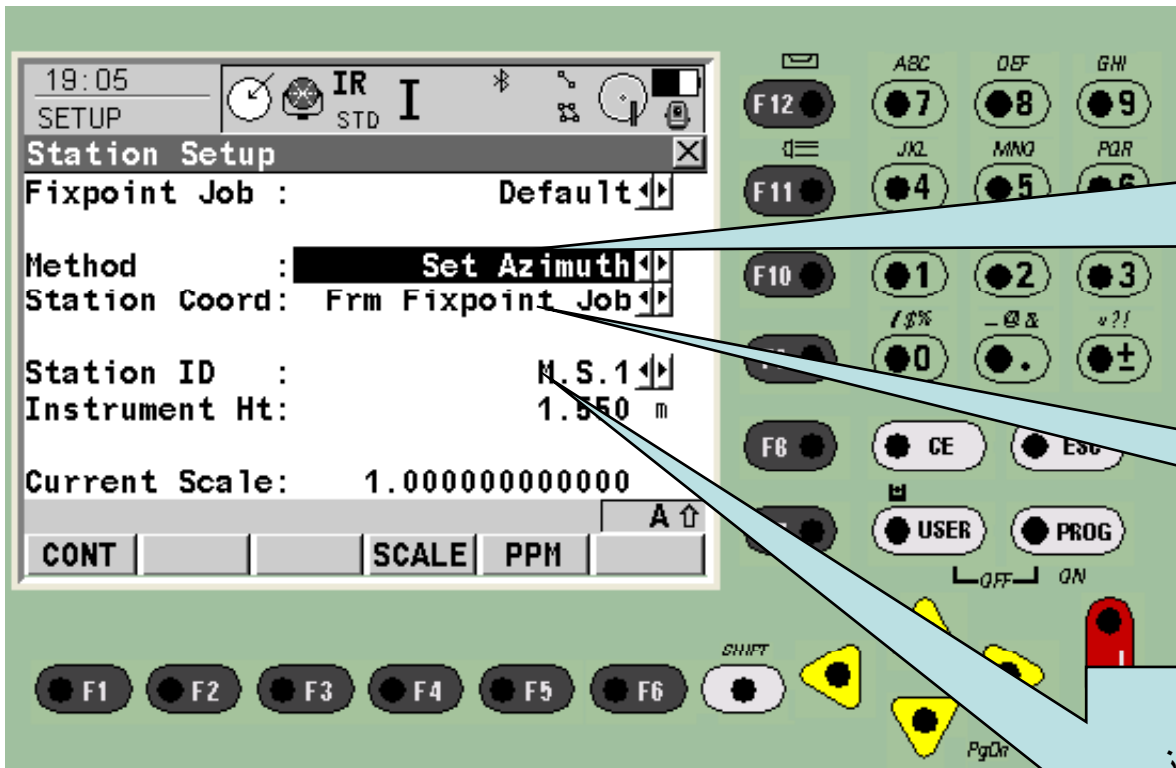 19:05
SETUP
IR
STD
I
Station Setup
Fixpoint Job : Default
Method : Set Azimuth
Station Coord: Frm Fixpoint Job
Station ID : M.S.1
Instrument Ht: 1.550 m
Current Scale: 1.000000000000
A
CONT SCALE PPM
ABC DEF GHI
F12 7 8 9
JKL MNO PQR
F11 4 5 6
F10 1 2 3
/$% _@& *?!
0 . ±
F8 CE ESC
USER PROG
OFF ON
SHIFT
F1 F2 F3 F4 F5 F6
PgDn